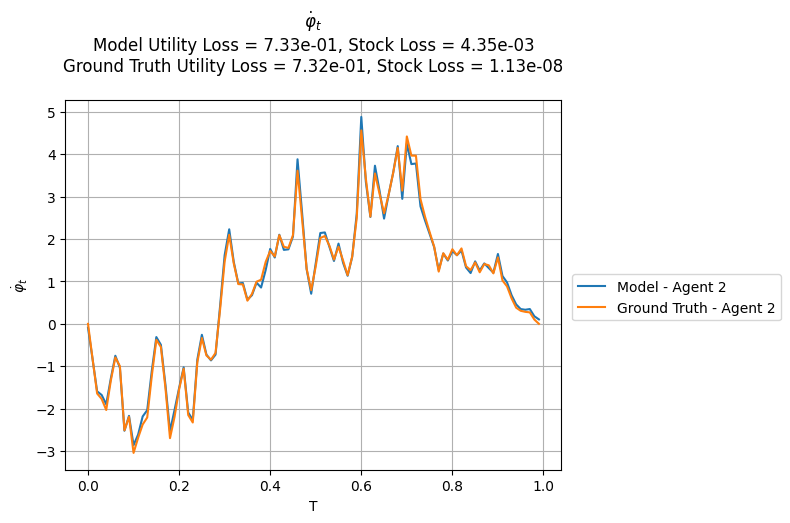 φ̇ₜ
Model Utility Loss = 7.33e-01, Stock Loss = 4.35e-03
Ground Truth Utility Loss = 7.32e-01, Stock Loss = 1.13e-08
5
4
3
2
1
0
−1
−2
−3
φ̇ₜ
0.0 0.2 0.4 0.6 0.8 1.0
T
Model - Agent 2
Ground Truth - Agent 2